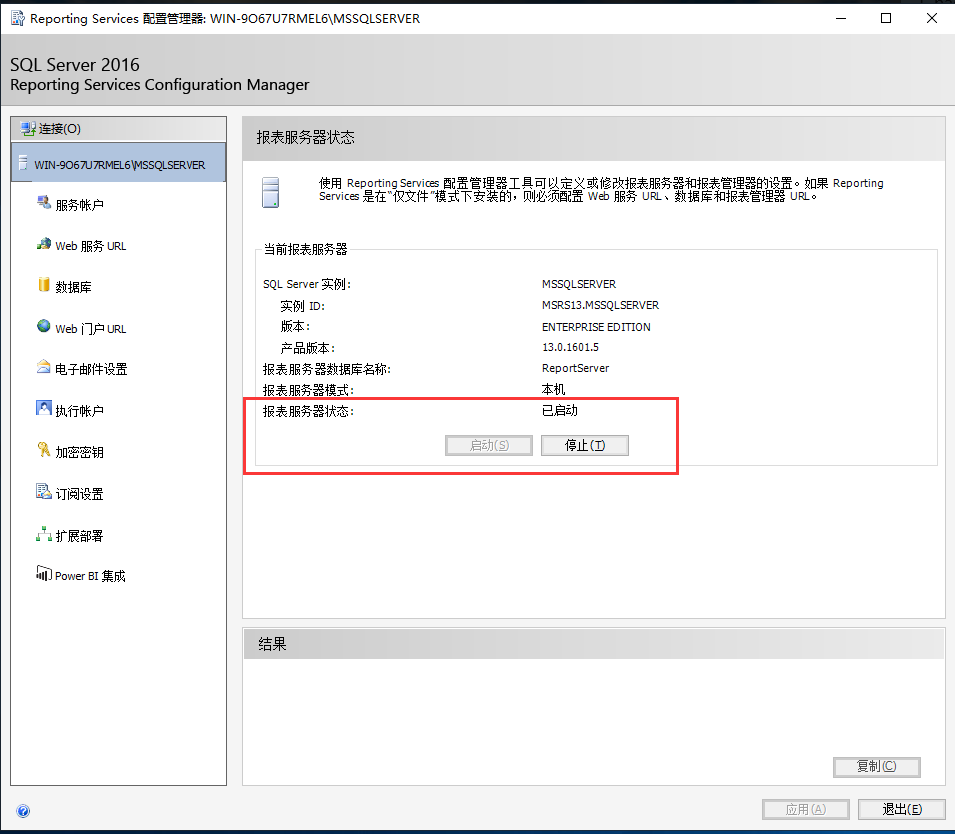 Reporting Services 配置管理器: WIN-9O67U7RMEL6\MSSQLSERVER
SQL Server 2016
Reporting Services Configuration Manager
连接(O)
WIN-9O67U7RMEL6\MSSQLSERVER
服务帐户
Web 服务 URL
数据库
Web 门户 URL
电子邮件设置
执行帐户
加密密钥
订阅设置
扩展部署
Power BI 集成
报表服务器状态
使用 Reporting Services 配置管理器工具可以定义或修改报表服务器和报表管理器的设置。如果 Reporting
Services 是在“仅文件”模式下安装的，则必须配置 Web 服务 URL、数据库和报表管理器 URL。
当前报表服务器
SQL Server 实例: MSSQLSERVER
实例 ID: MSRS13.MSSQLSERVER
版本: ENTERPRISE EDITION
产品版本: 13.0.1601.5
报表服务器数据库名称: ReportServer
报表服务器模式: 本机
报表服务器状态: 已启动
启动(S) 停止(T)
结果
复制(C)
应用(A) 退出(E)